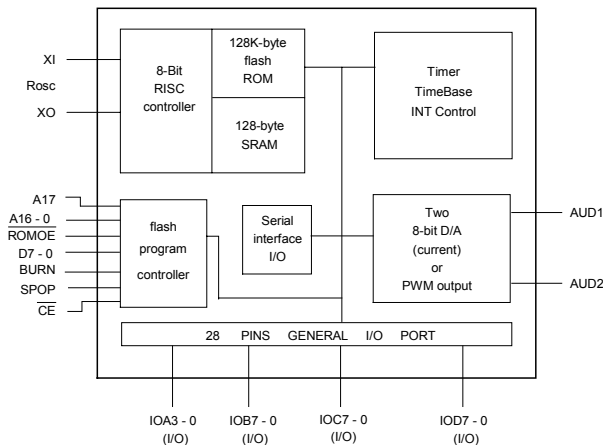 XI
Rosc
XO
8-Bit
RISC
controller
128K-byte
flash
ROM
128-byte
SRAM
Timer
TimeBase
INT Control
A17
A16 - 0
ROMOE
D7 - 0
BURN
SPOP
CE
flash
program
controller
Serial
interface
I/O
Two
8-bit D/A
(current)
or
PWM output
AUD1
AUD2
28 PINS GENERAL I/O PORT
IOA3 - 0
(I/O)
IOB7 - 0
(I/O)
IOC7 - 0
(I/O)
IOD7 - 0
(I/O)